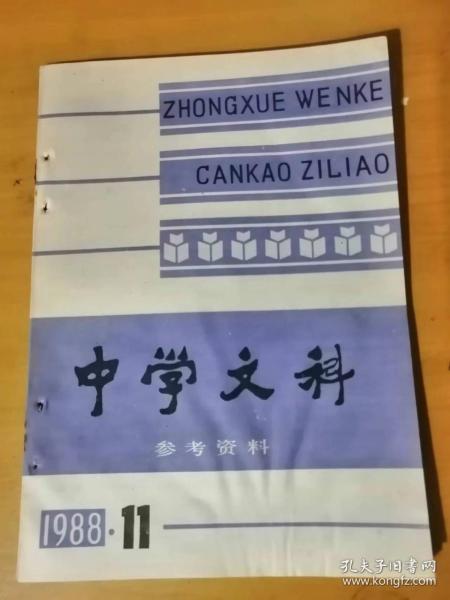 ZHONGXUE WENKE
CANKAO ZILIAO
中学文科
参考资料
1988·11
孔夫子旧书网
www.kongfz.com